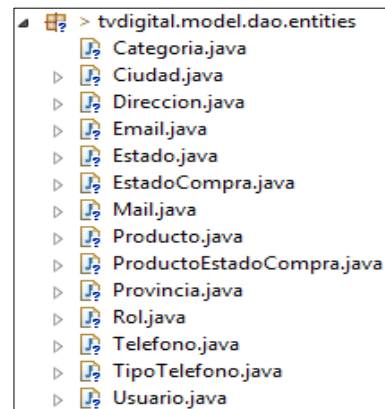 > tvdigital.model.dao.entities
Categoria.java
Ciudad.java
Direccion.java
Email.java
Estado.java
EstadoCompra.java
Mail.java
Producto.java
ProductoEstadoCompra.java
Provincia.java
Rol.java
Telefono.java
TipoTelefono.java
Usuario.java